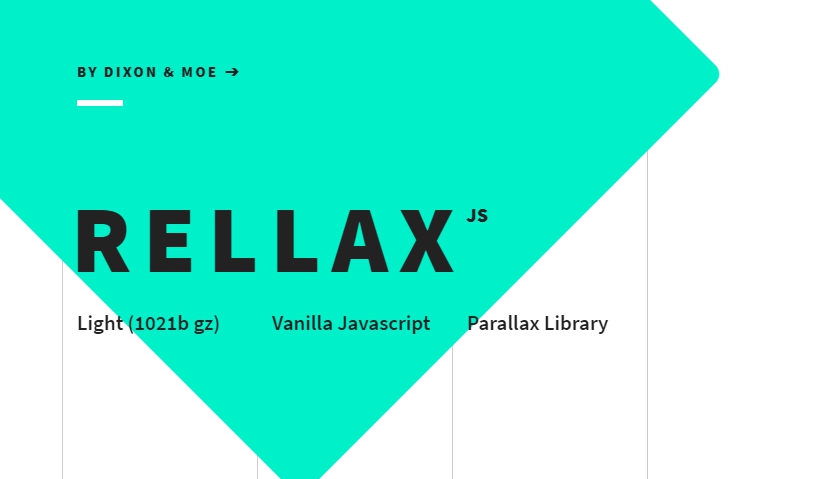 BY DIXON & MOE ➔
RELLAX JS
Light (1021b gz) Vanilla Javascript Parallax Library